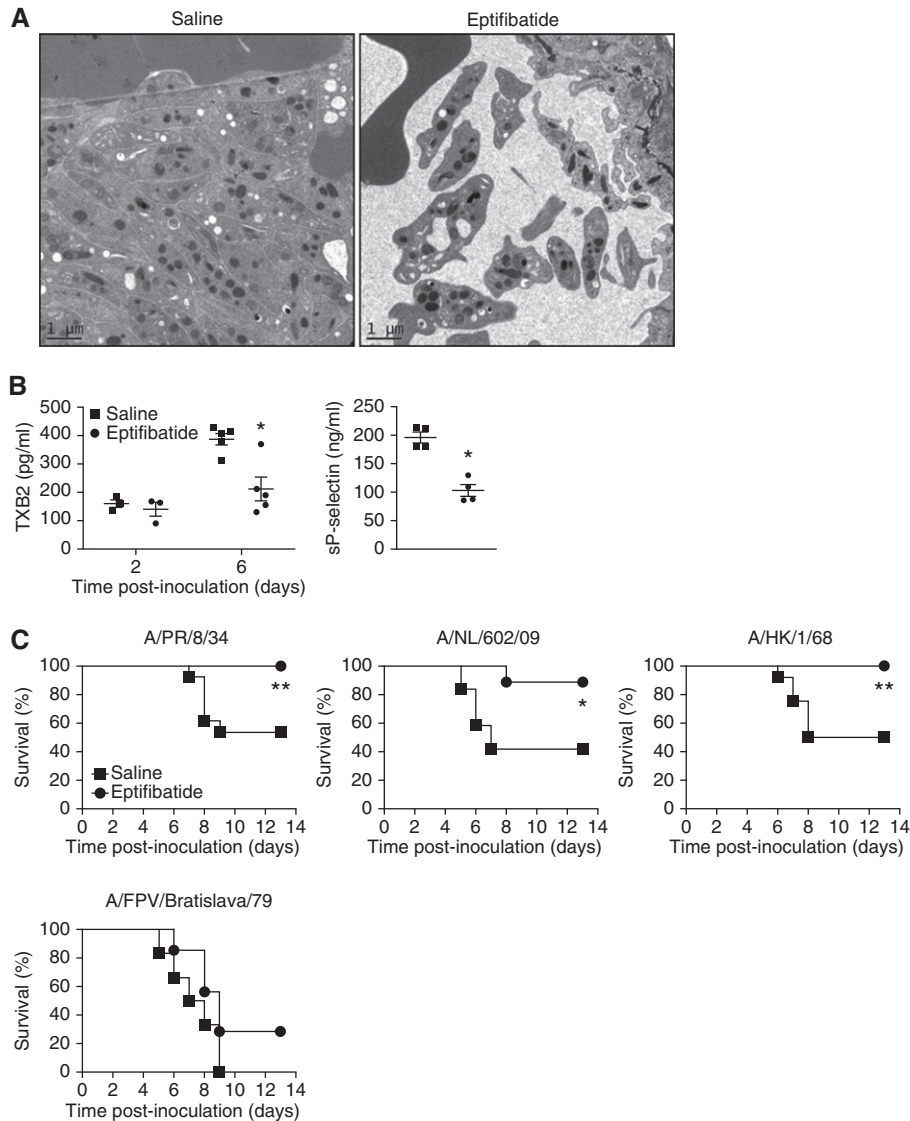 A
Saline
Eptifibatide
1 µm
1 µm
B
Saline
Eptifibatide
TXB2 (pg/ml)
500
400
300
200
100
0
*
2
6
Time post-inoculation (days)
sP-selectin (ng/ml)
250
200
150
100
50
0
*
C
A/PR/8/34
Survival (%)
100
80
60
40
20
0
**
Saline
Eptifibatide
0 2 4 6 8 10 12 14
Time post-inoculation (days)
A/NL/602/09
Survival (%)
100
80
60
40
20
0
*
0 2 4 6 8 10 12 14
Time post-inoculation (days)
A/HK/1/68
Survival (%)
100
80
60
40
20
0
**
0 2 4 6 8 10 12 14
Time post-inoculation (days)
A/FPV/Bratislava/79
Survival (%)
100
80
60
40
20
0
0 2 4 6 8 10 12 14
Time post-inoculation (days)